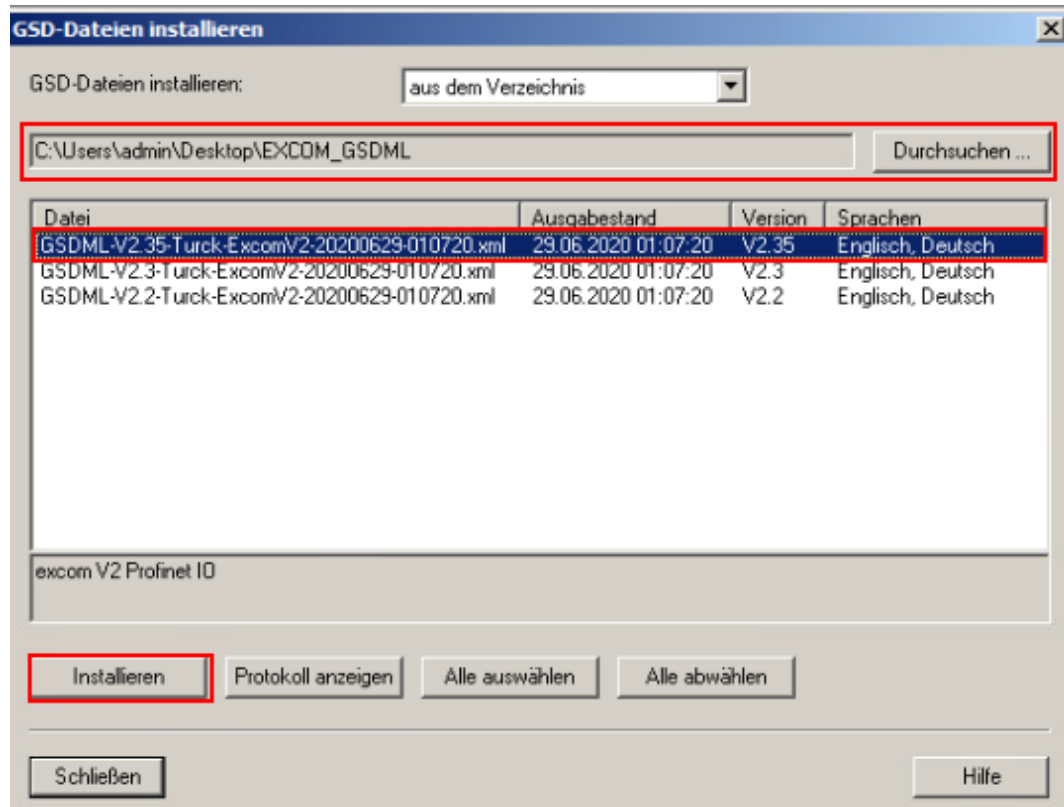 GSD-Dateien installieren
GSD-Dateien installieren: aus dem Verzeichnis
C:\Users\admin\Desktop\EXCOM_GSDML Durchsuchen ...
Datei Ausgabestand Version Sprachen
GSDML-V2.35-Turck-ExcomV2-20200629-010720.xml 29.06.2020 01:07:20 V2.35 Englisch, Deutsch
GSDML-V2.3-Turck-ExcomV2-20200629-010720.xml 29.06.2020 01:07:20 V2.3 Englisch, Deutsch
GSDML-V2.2-Turck-ExcomV2-20200629-010720.xml 29.06.2020 01:07:20 V2.2 Englisch, Deutsch
excom V2 Profinet IO
Installieren Protokoll anzeigen Alle auswählen Alle abwählen
Schließen Hilfe